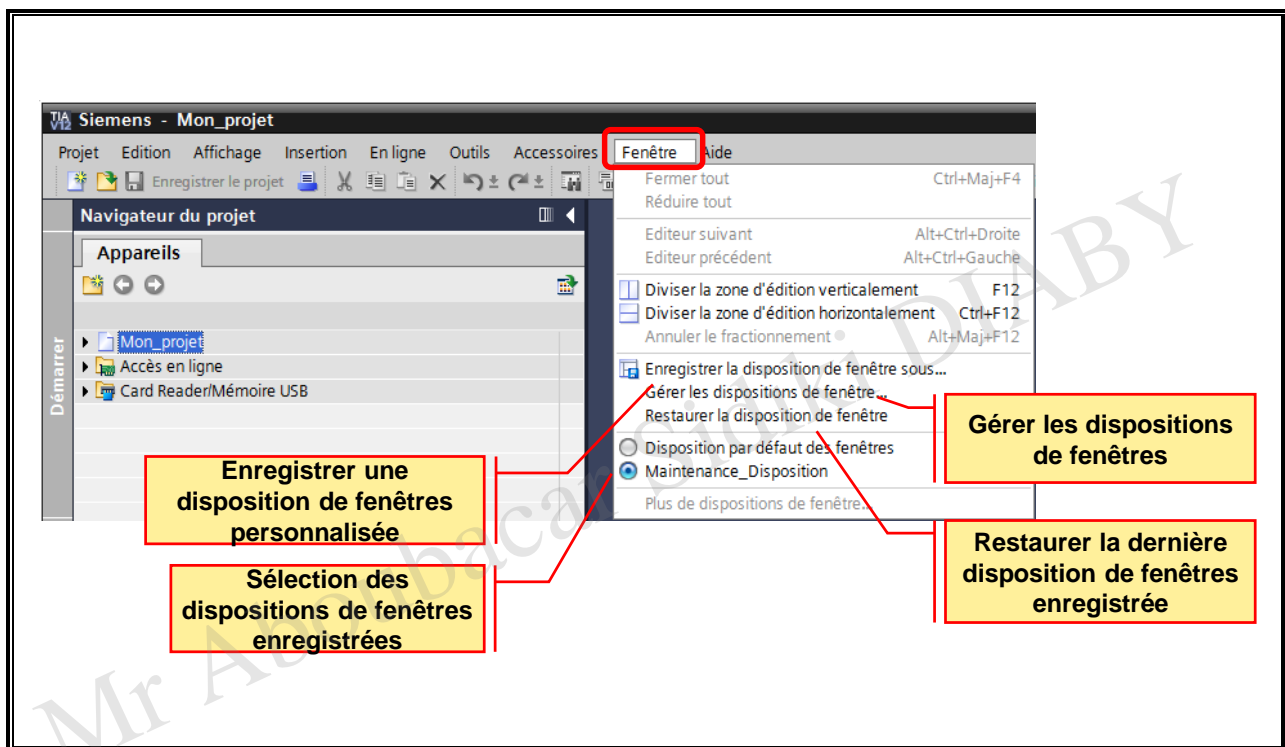 TIA V12 Siemens - Mon_projet
Projet Edition Affichage Insertion En ligne Outils Accessoires Fenêtre Aide
Enregistrer le projet
Navigateur du projet
Appareils
Démarrer
Mon_projet
Accès en ligne
Card Reader/Mémoire USB
Fermer tout Ctrl+Maj+F4
Réduire tout
Editeur suivant Alt+Ctrl+Droite
Editeur précédent Alt+Ctrl+Gauche
Diviser la zone d'édition verticalement F12
Diviser la zone d'édition horizontalement Ctrl+F12
Annuler le fractionnement Alt+Maj+F12
Enregistrer la disposition de fenêtre sous...
Gérer les dispositions de fenêtre...
Restaurer la disposition de fenêtre
Disposition par défaut des fenêtres
Maintenance_Disposition
Plus de dispositions de fenêtre...
Enregistrer une
disposition de fenêtres
personnalisée
Sélection des
dispositions de fenêtres
enregistrées
Gérer les dispositions
de fenêtres
Restaurer la dernière
disposition de fenêtres
enregistrée
Mr Aboubacar Sidiki DIABY